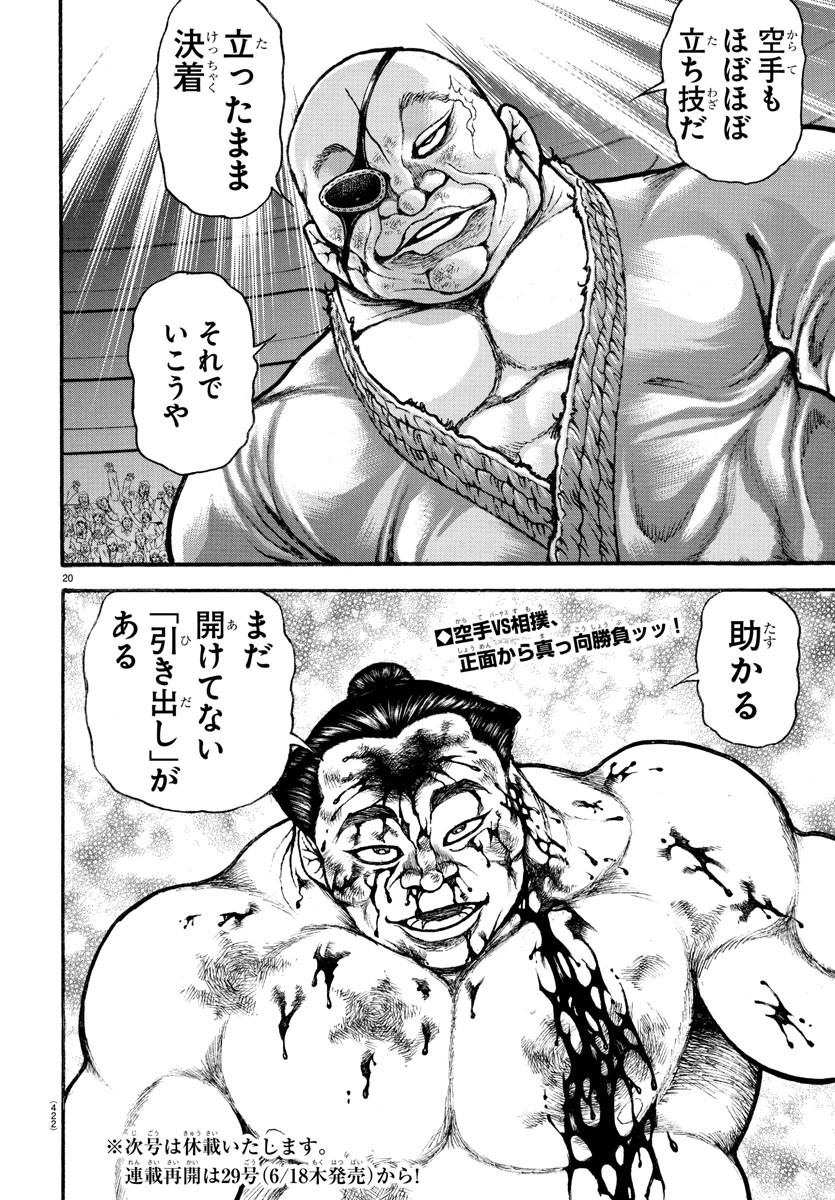 空手も
ほぼほぼ
立ち技だ
立ったまま
決着
それで
いこうや
20
助かる
◆空手VS相撲、
正面から真っ向勝負ッッ！
まだ
開けてない
「引き出し」が
ある
(422)
※次号は休載いたします。
連載再開は29号(6/18木発売)から!